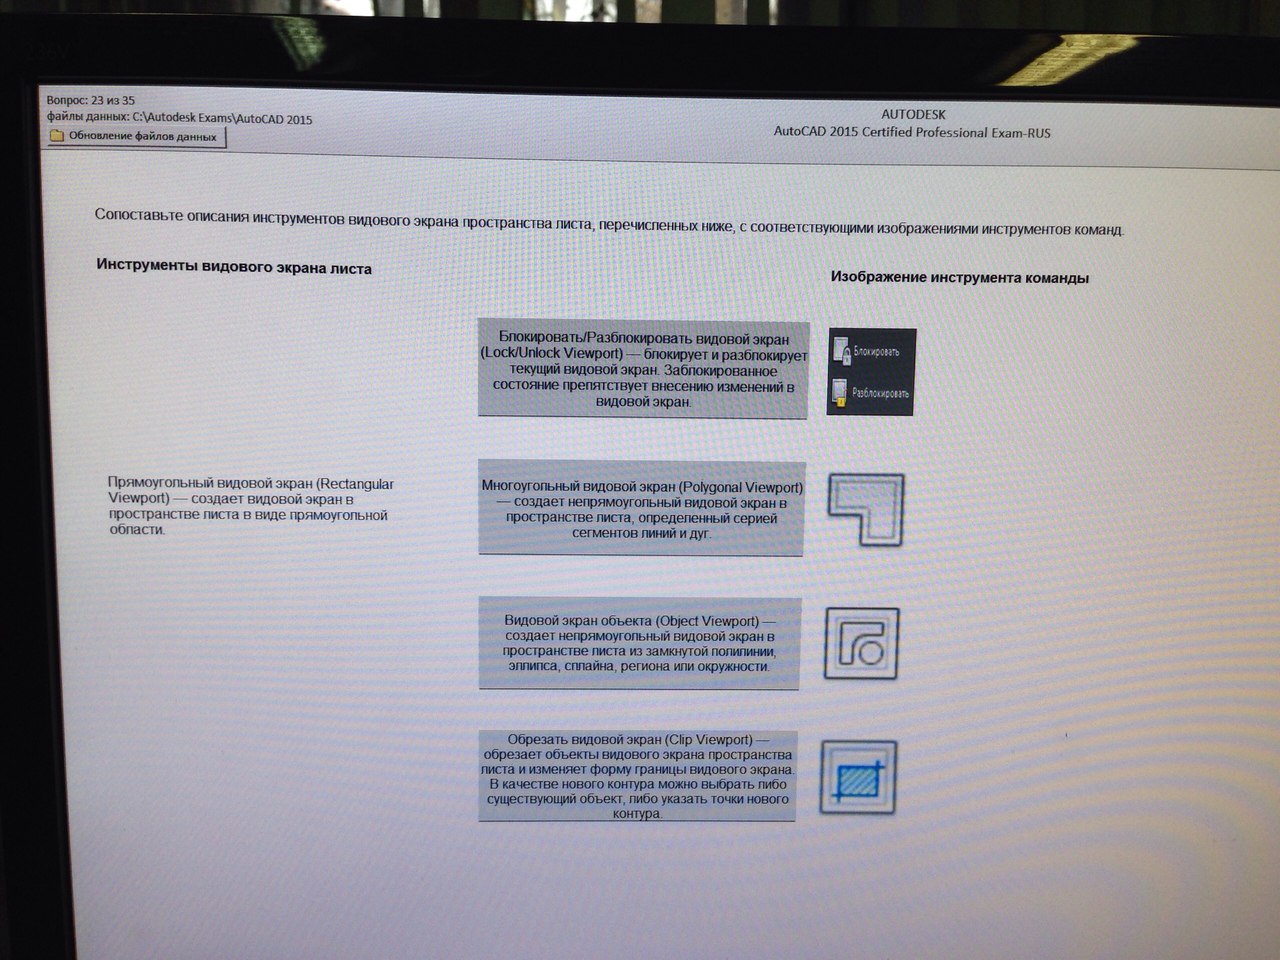 Вопрос: 23 из 35
файлы данных: C:\Autodesk Exams\AutoCAD 2015
Обновление файлов данных
AUTODESK
AutoCAD 2015 Certified Professional Exam-RUS
Сопоставьте описания инструментов видового экрана пространства листа, перечисленных ниже, с соответствующими изображениями инструментов команд.
Инструменты видового экрана листа
Изображение инструмента команды
Блокировать/Разблокировать видовой экран
(Lock/Unlock Viewport) — блокирует и разблокирует
текущий видовой экран. Заблокированное
состояние препятствует внесению изменений в
видовой экран.
Блокировать
Разблокировать
Прямоугольный видовой экран (Rectangular
Viewport) — создает видовой экран в
пространстве листа в виде прямоугольной
области.
Многоугольный видовой экран (Polygonal Viewport)
— создает непрямоугольный видовой экран в
пространстве листа, определенный серией
сегментов линий и дуг.
Видовой экран объекта (Object Viewport) —
создает непрямоугольный видовой экран в
пространстве листа из замкнутой полилинии,
эллипса, сплайна, региона или окружности.
Обрезать видовой экран (Clip Viewport) —
обрезает объекты видового экрана пространства
листа и изменяет форму границы видового экрана.
В качестве нового контура можно выбрать либо
существующий объект, либо указать точки нового
контура.